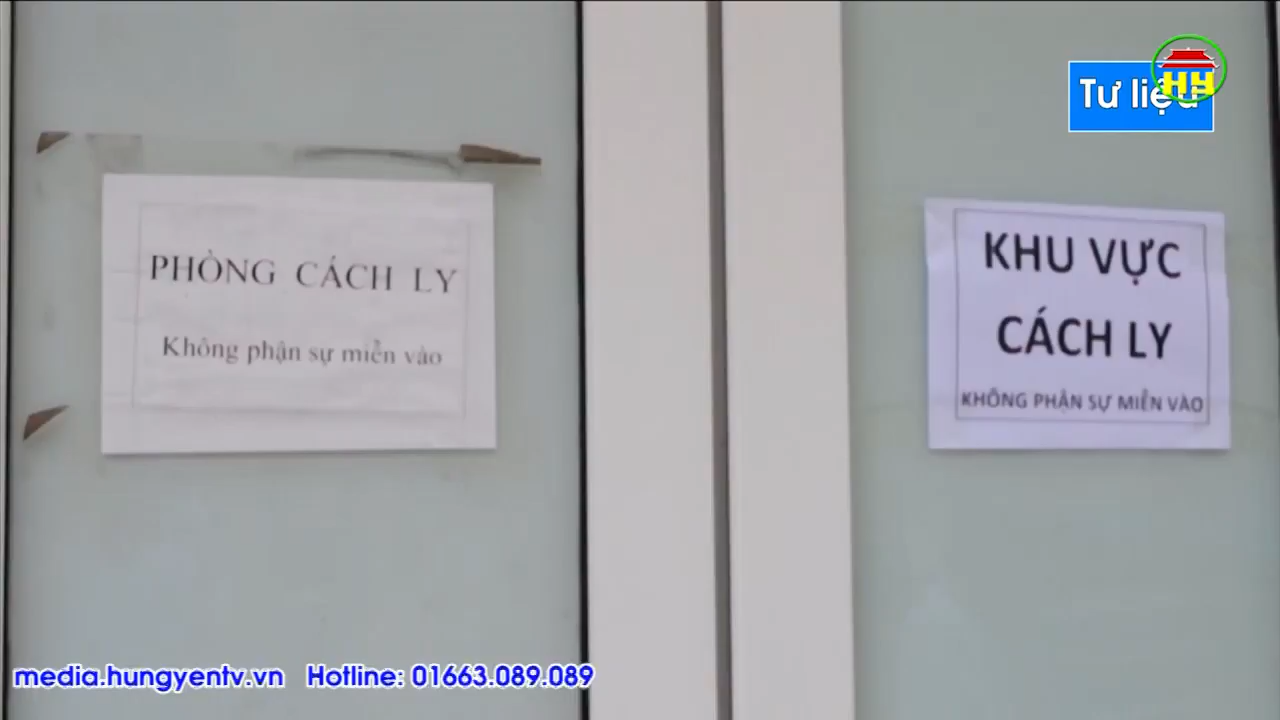 Tư liệu
HY
PHÒNG CÁCH LY
Không phận sự miễn vào
KHU VỰC
CÁCH LY
KHÔNG PHẬN SỰ MIỄN VÀO
media.hungyentv.vn Hotline: 01663.089.089